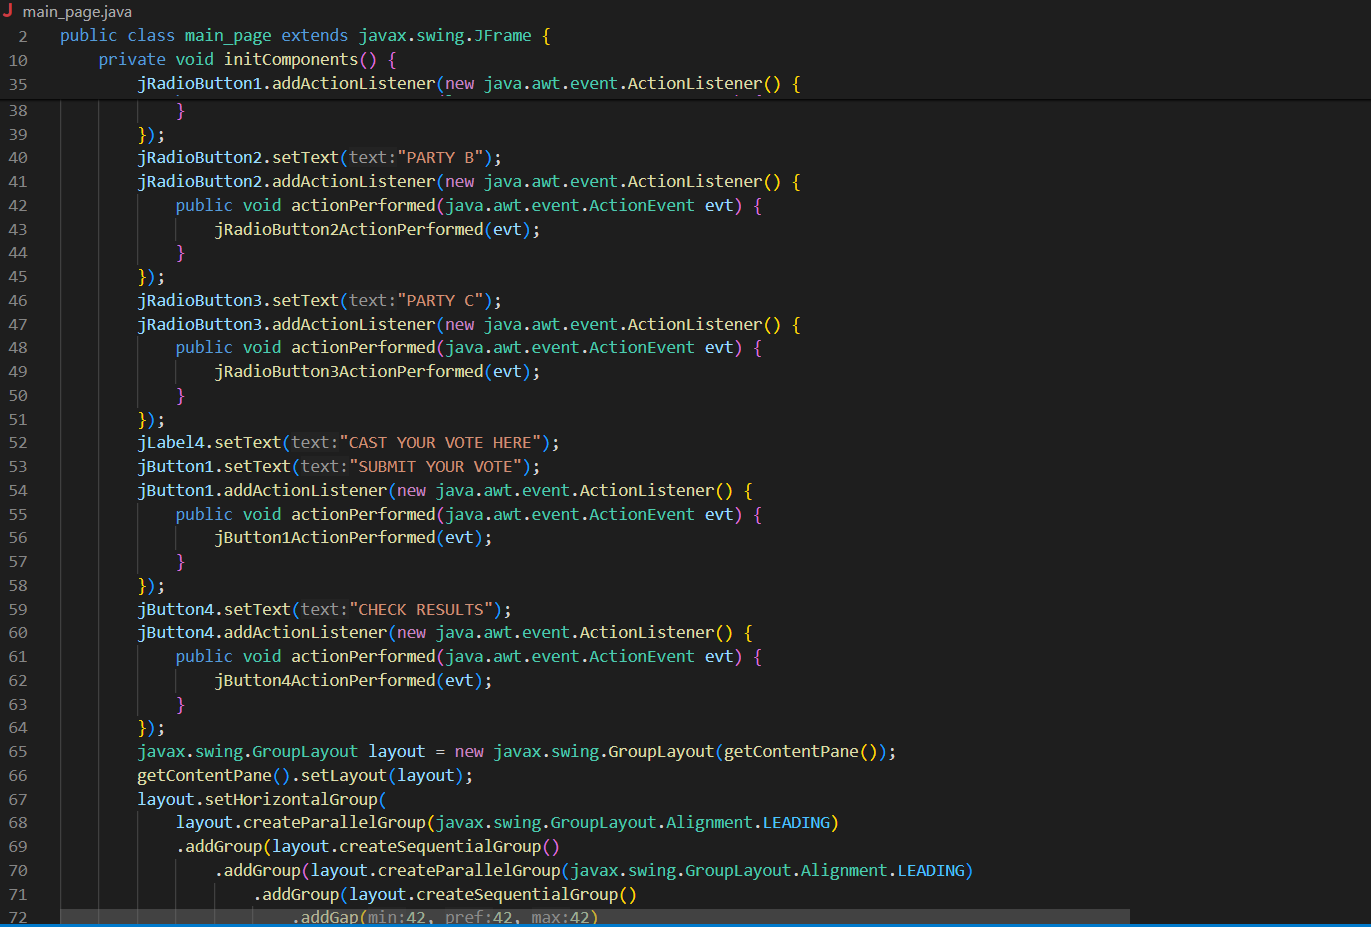 J main_page.java
2 public class main_page extends javax.swing.JFrame {
10 private void initComponents() {
35 jRadioButton1.addActionListener(new java.awt.event.ActionListener() {
38 }
39 });
40 jRadioButton2.setText(text:"PARTY B");
41 jRadioButton2.addActionListener(new java.awt.event.ActionListener() {
42 public void actionPerformed(java.awt.event.ActionEvent evt) {
43 jRadioButton2ActionPerformed(evt);
44 }
45 });
46 jRadioButton3.setText(text:"PARTY C");
47 jRadioButton3.addActionListener(new java.awt.event.ActionListener() {
48 public void actionPerformed(java.awt.event.ActionEvent evt) {
49 jRadioButton3ActionPerformed(evt);
50 }
51 });
52 jLabel4.setText(text:"CAST YOUR VOTE HERE");
53 jButton1.setText(text:"SUBMIT YOUR VOTE");
54 jButton1.addActionListener(new java.awt.event.ActionListener() {
55 public void actionPerformed(java.awt.event.ActionEvent evt) {
56 jButton1ActionPerformed(evt);
57 }
58 });
59 jButton4.setText(text:"CHECK RESULTS");
60 jButton4.addActionListener(new java.awt.event.ActionListener() {
61 public void actionPerformed(java.awt.event.ActionEvent evt) {
62 jButton4ActionPerformed(evt);
63 }
64 });
65 javax.swing.GroupLayout layout = new javax.swing.GroupLayout(getContentPane());
66 getContentPane().setLayout(layout);
67 layout.setHorizontalGroup(
68 layout.createParallelGroup(javax.swing.GroupLayout.Alignment.LEADING)
69 .addGroup(layout.createSequentialGroup()
70 .addGroup(layout.createParallelGroup(javax.swing.GroupLayout.Alignment.LEADING)
71 .addGroup(layout.createSequentialGroup()
72 .addGap(min:42, pref:42, max:42)